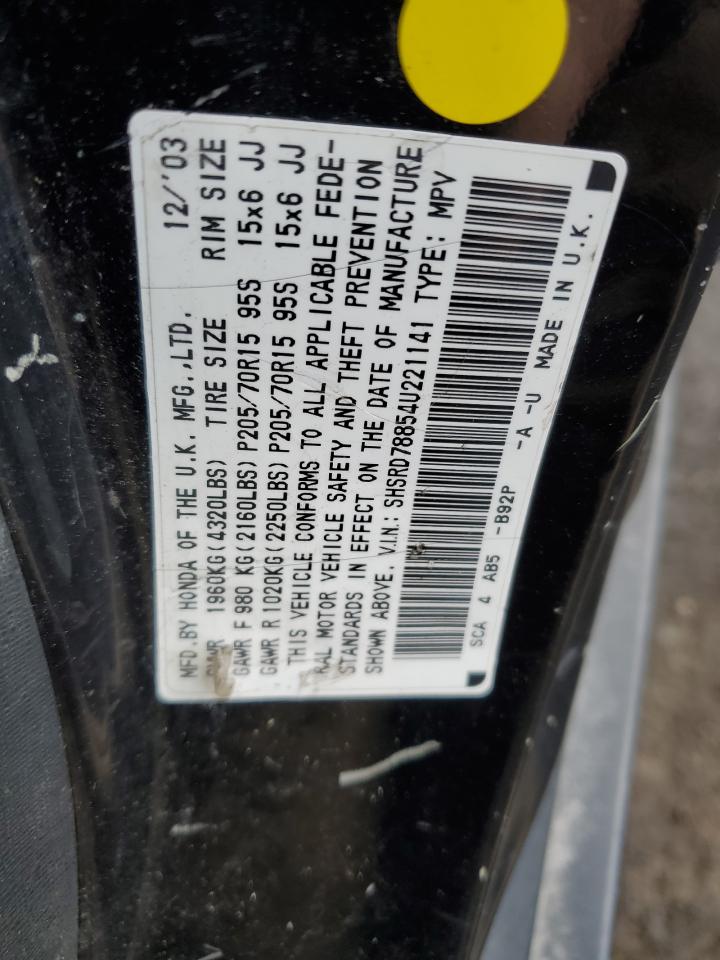 MFD.BY HONDA OF THE U.K. MFG.,LTD. 12/'03
GVWR 1960KG(4320LBS) TIRE SIZE RIM SIZE
GAWR F 980 KG(2160LBS)P205/70R15 95S 15x6 JJ
GAWR R 1020KG(2250LBS)P205/70R15 95S 15x6 JJ
THIS VEHICLE CONFORMS TO ALL APPLICABLE FEDE-
RAL MOTOR VEHICLE SAFETY AND THEFT PREVENTION
STANDARDS IN EFFECT ON THE DATE OF MANUFACTURE
SHOWN ABOVE. V.I.N.: SHSRD78854U221141 TYPE: MPV
SCA 4 AB5 -B92P -A -U MADE IN U.K.